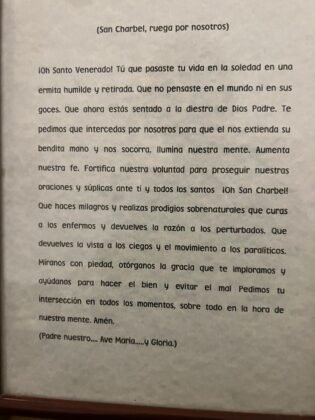 (San Charbel, ruega por nosotros)
¡Oh Santo Venerado! Tú que pasaste tu vida en la soledad en una
ermita humilde y retirada. Que no pensaste en el mundo ni en sus
goces. Que ahora estás sentado a la diestra de Dios Padre. Te
pedimos que intercedas por nosotros para que el nos extienda su
bendita mano y nos socorra, Ilumina nuestra mente. Aumenta
nuestra fe. Fortifica nuestra voluntad para proseguir nuestras
oraciones y súplicas ante ti y todos los santos ¡Oh San Charbel!
Que haces milagros y realizas prodigios sobrenaturales que curas
a los enfermos y devuelves la razón a los perturbados. Que
devuelves la vista a los ciegos y el movimiento a los paralíticos.
Míranos con piedad, otórganos la gracia que te imploramos y
ayúdanos para hacer el bien y evitar el mal Pedimos tu
intersección en todos los momentos, sobre todo en la hora de
nuestra mente. Amén.
(Padre nuestro.... Ave María.....y Gloria.)